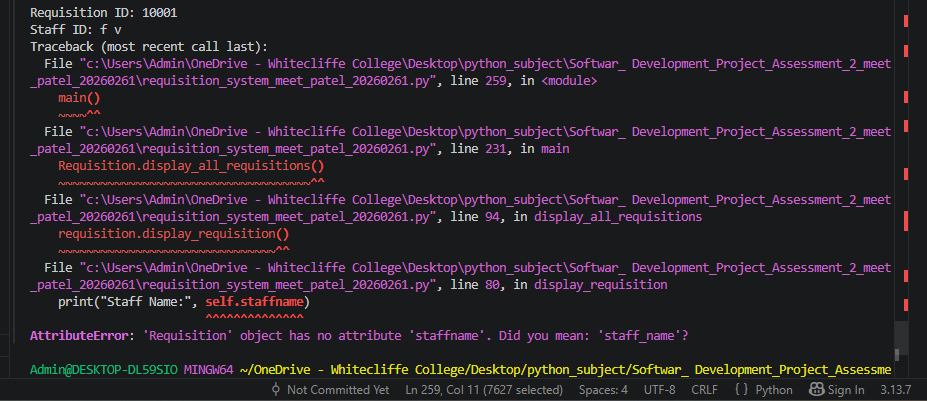 Requisition ID: 10001
Staff ID: f v
Traceback (most recent call last):
  File "c:\Users\Admin\OneDrive - Whitecliffe College\Desktop\python_subject\Softwar_ Development_Project_Assessment_2_meet
_patel_20260261\requisition_system_meet_patel_20260261.py", line 259, in <module>
    main()
    ~~~~^^
  File "c:\Users\Admin\OneDrive - Whitecliffe College\Desktop\python_subject\Softwar_ Development_Project_Assessment_2_meet
_patel_20260261\requisition_system_meet_patel_20260261.py", line 231, in main
    Requisition.display_all_requisitions()
    ~~~~~~~~~~~~~~~~~~~~~~~~~~~~~~~~~~~~^^
  File "c:\Users\Admin\OneDrive - Whitecliffe College\Desktop\python_subject\Softwar_ Development_Project_Assessment_2_meet
_patel_20260261\requisition_system_meet_patel_20260261.py", line 94, in display_all_requisitions
    requisition.display_requisition()
    ~~~~~~~~~~~~~~~~~~~~~~~~~~~~~~~^^
  File "c:\Users\Admin\OneDrive - Whitecliffe College\Desktop\python_subject\Softwar_ Development_Project_Assessment_2_meet
_patel_20260261\requisition_system_meet_patel_20260261.py", line 80, in display_requisition
    print("Staff Name:", self.staffname)
                         ^^^^^^^^^^^^^^
AttributeError: 'Requisition' object has no attribute 'staffname'. Did you mean: 'staff_name'?
Admin@DESKTOP-DL59SIO MINGW64 ~/OneDrive - Whitecliffe College/Desktop/python_subject/Softwar_ Development_Project_Assessme
Not Committed Yet Ln 259, Col 11 (7627 selected) Spaces: 4 UTF-8 CRLF {} Python Sign In 3.13.7